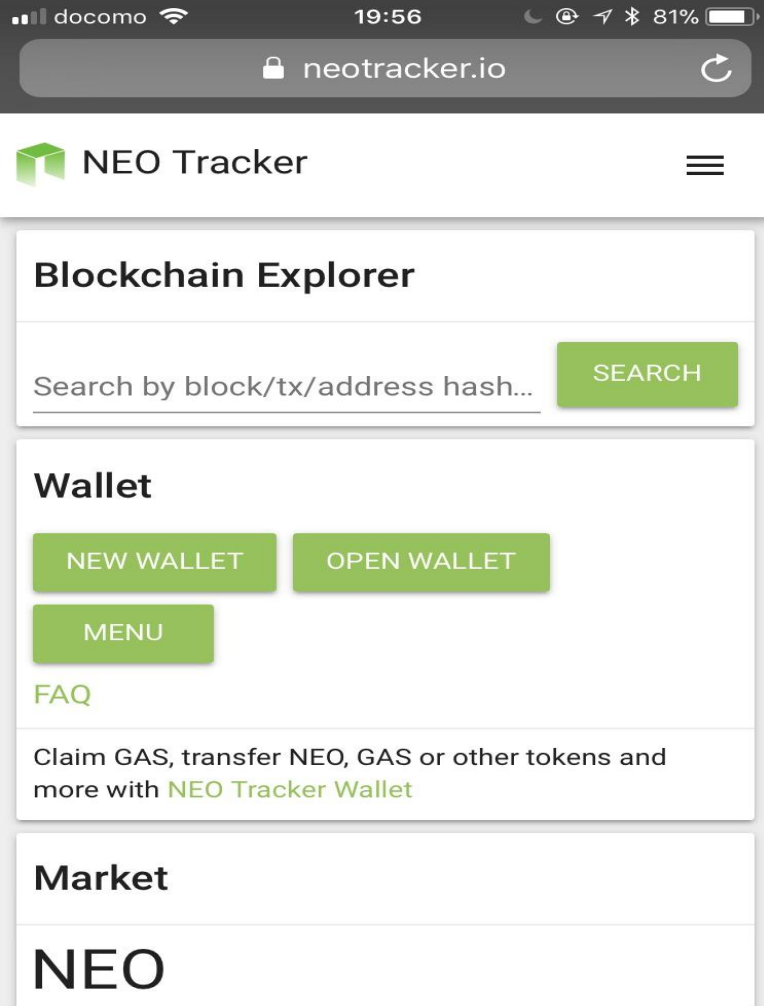 docomo 19:56 81%
neotracker.io
NEO Tracker
Blockchain Explorer
Search by block/tx/address hash...
SEARCH
Wallet
NEW WALLET OPEN WALLET
MENU
FAQ
Claim GAS, transfer NEO, GAS or other tokens and
more with NEO Tracker Wallet
Market
NEO